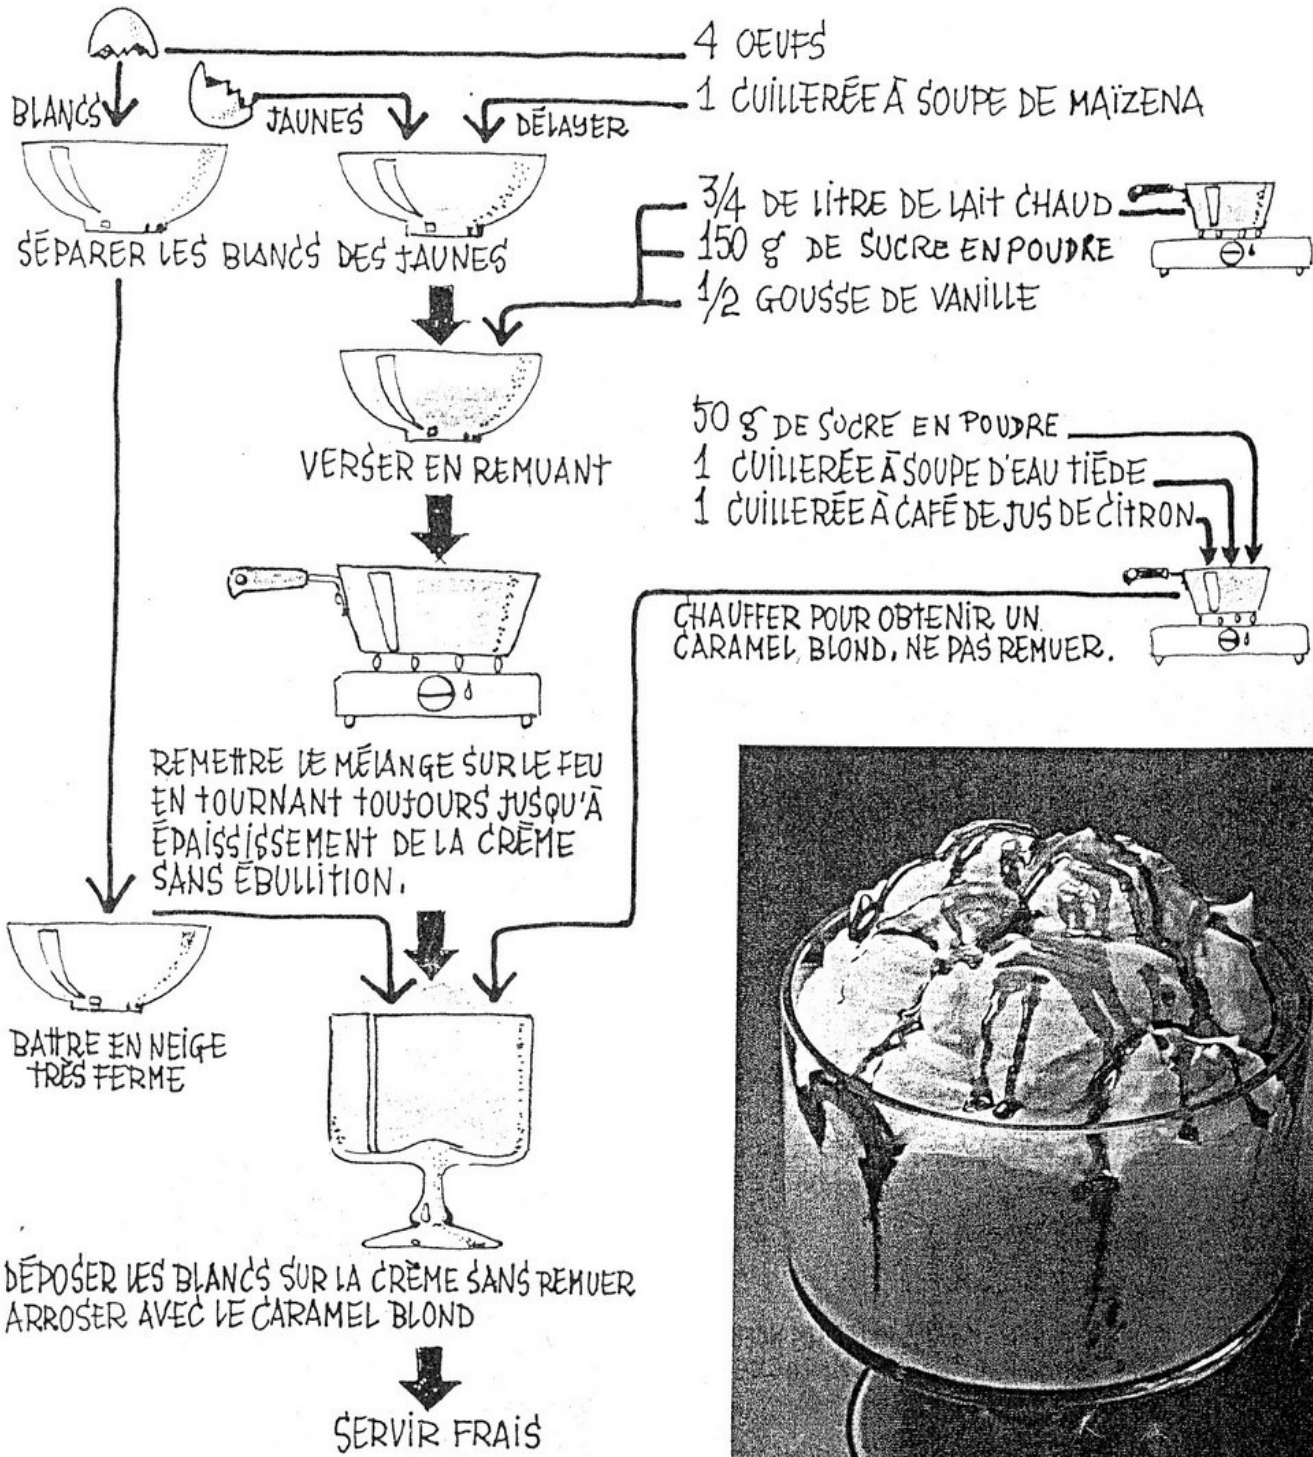 4 OEUFS
1 CUILLERÉE À SOUPE DE MAÏZENA
BLANCS
JAUNES
DÉLAYER
SÉPARER LES BLANCS DES JAUNES
3/4 DE LITRE DE LAIT CHAUD
150 g DE SUCRE EN POUDRE
1/2 GOUSSE DE VANILLE
VERSER EN REMUANT
50 g DE SUCRE EN POUDRE
1 CUILLERÉE À SOUPE D'EAU TIÈDE
1 CUILLERÉE À CAFÉ DE JUS DE CITRON
CHAUFFER POUR OBTENIR UN
CARAMEL BLOND, NE PAS REMUER.
REMETTRE LE MÉLANGE SUR LE FEU
EN TOURNANT TOUJOURS JUSQU'À
ÉPAISSISSEMENT DE LA CRÈME
SANS ÉBULLITION.
BATTRE EN NEIGE
TRÈS FERME
DÉPOSER LES BLANCS SUR LA CRÈME SANS REMUER
ARROSER AVEC LE CARAMEL BLOND
SERVIR FRAIS